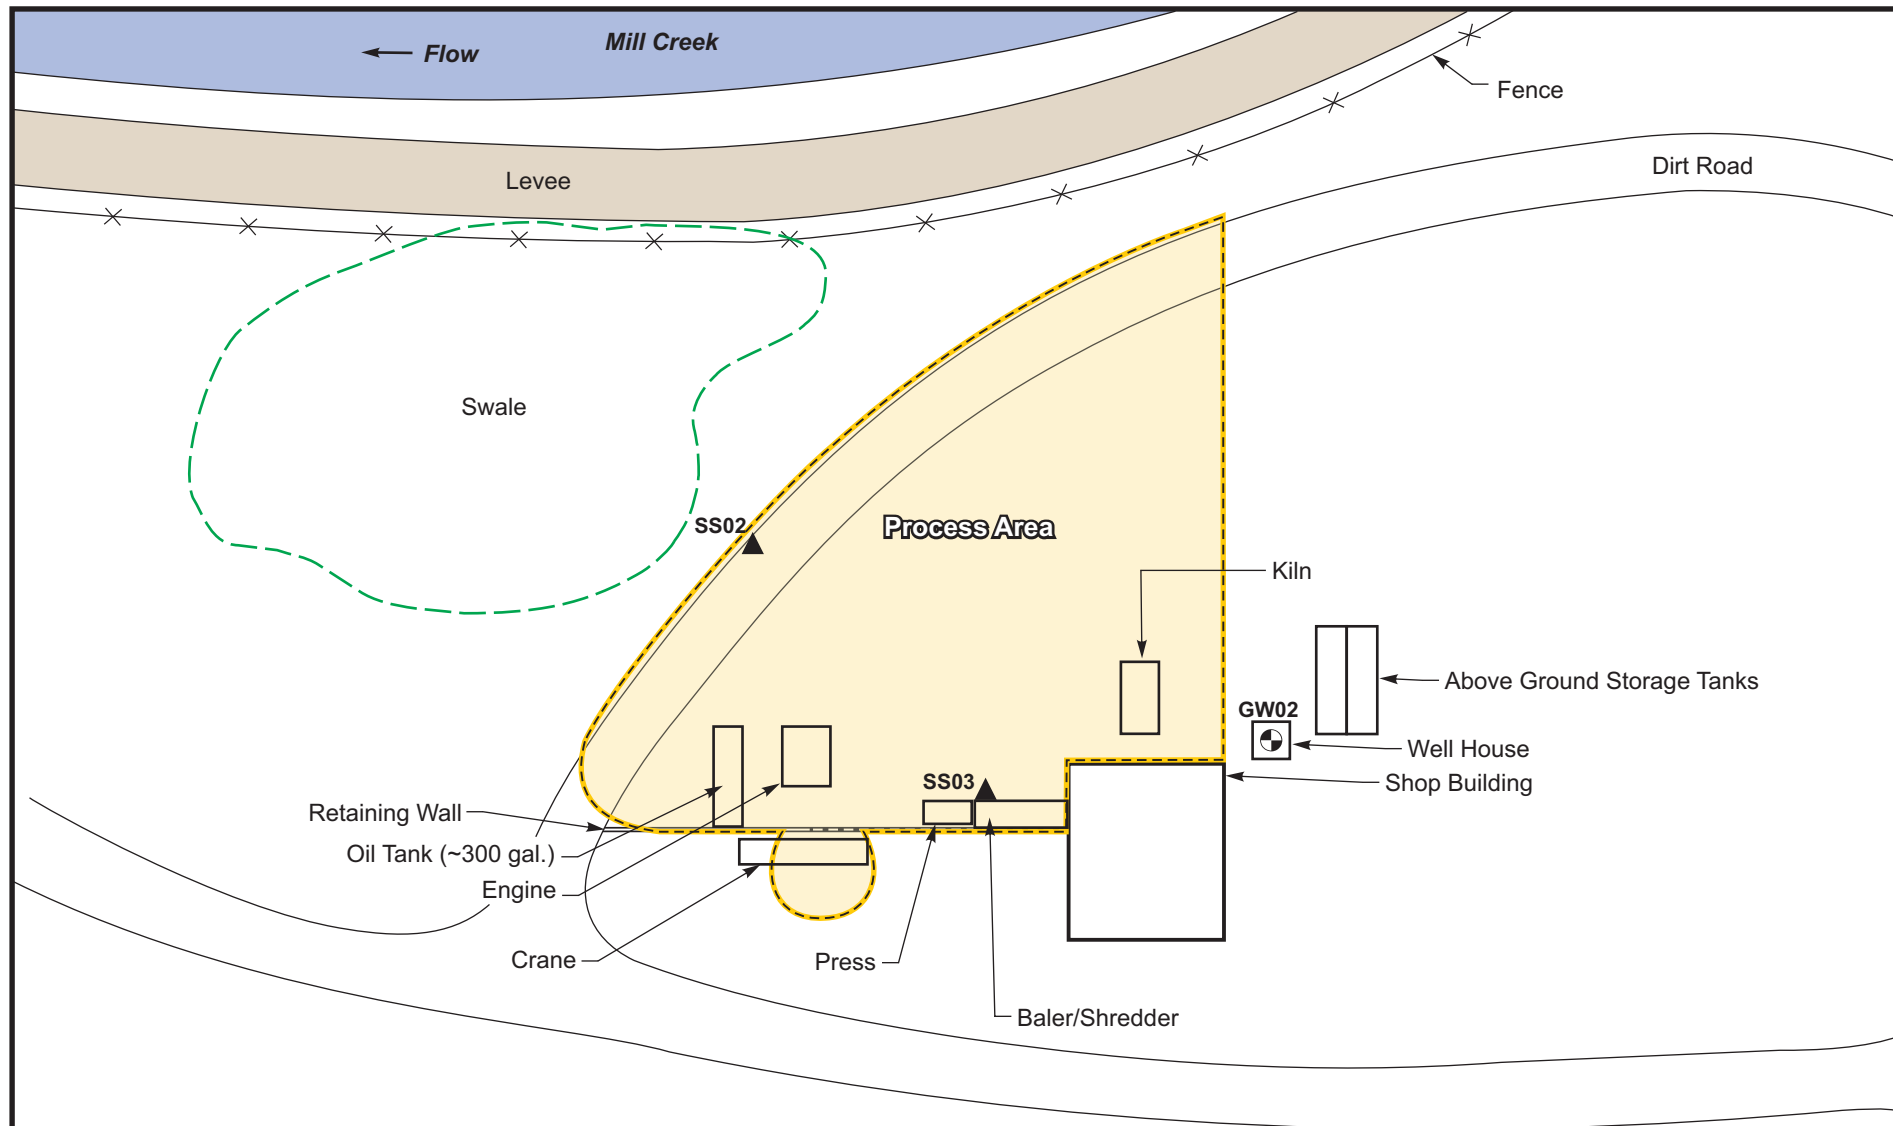 Mill Creek
Flow
Fence
Dirt Road
Levee
Swale
SS02
Process Area
Kiln
Above Ground Storage Tanks
GW02
Well House
SS03
Shop Building
Retaining Wall
Oil Tank (~300 gal.)
Engine
Crane
Press
Baler/Shredder